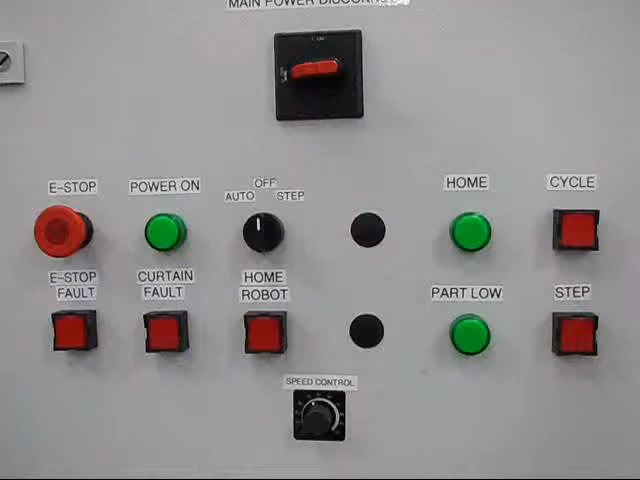 MAIN POWER
E-STOP
POWER ON
OFF
AUTO STEP
HOME
CYCLE
E-STOP
FAULT
CURTAIN
FAULT
HOME
ROBOT
PART LOW
STEP
SPEED CONTROL